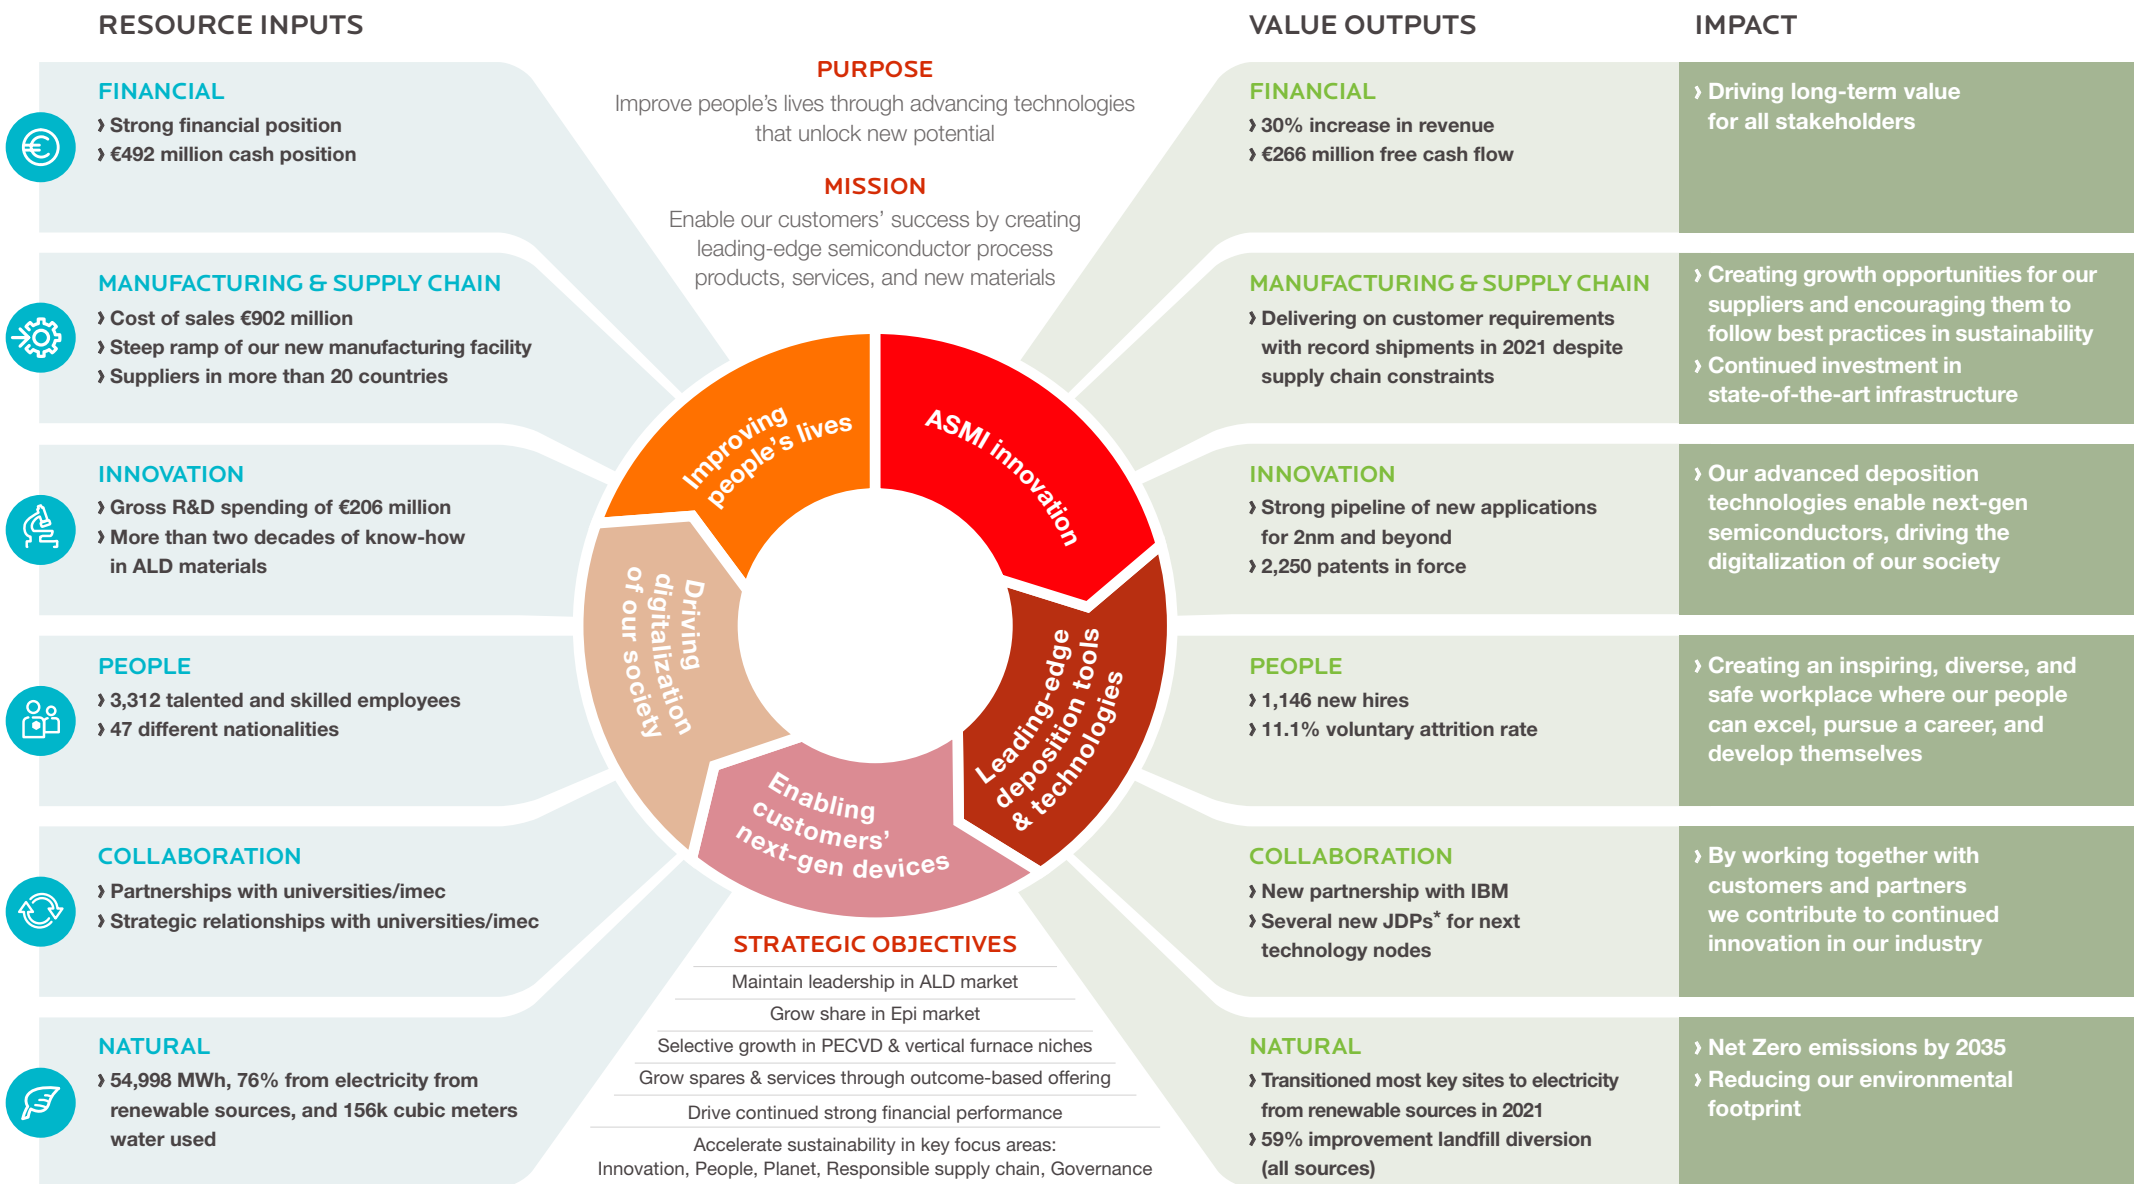 RESOURCE INPUTS
FINANCIAL
› Strong financial position
› €492 million cash position
MANUFACTURING & SUPPLY CHAIN
› Cost of sales €902 million
› Steep ramp of our new manufacturing facility
› Suppliers in more than 20 countries
INNOVATION
› Gross R&D spending of €206 million
› More than two decades of know-how
in ALD materials
PEOPLE
› 3,312 talented and skilled employees
› 47 different nationalities
COLLABORATION
› Partnerships with universities/imec
› Strategic relationships with universities/imec
NATURAL
› 54,998 MWh, 76% from electricity from
renewable sources, and 156k cubic meters
water used
PURPOSE
Improve people's lives through advancing technologies
that unlock new potential
MISSION
Enable our customers' success by creating
leading-edge semiconductor process
products, services, and new materials
ASMI innovation
Leading-edge
deposition tools
& technologies
Enabling
customers'
next-gen devices
Driving
digitalization
of our society
Improving
people's lives
STRATEGIC OBJECTIVES
Maintain leadership in ALD market
Grow share in Epi market
Selective growth in PECVD & vertical furnace niches
Grow spares & services through outcome-based offering
Drive continued strong financial performance
Accelerate sustainability in key focus areas:
Innovation, People, Planet, Responsible supply chain, Governance
VALUE OUTPUTS
FINANCIAL
› 30% increase in revenue
› €266 million free cash flow
MANUFACTURING & SUPPLY CHAIN
› Delivering on customer requirements
with record shipments in 2021 despite
supply chain constraints
INNOVATION
› Strong pipeline of new applications
for 2nm and beyond
› 2,250 patents in force
PEOPLE
› 1,146 new hires
› 11.1% voluntary attrition rate
COLLABORATION
› New partnership with IBM
› Several new JDPs* for next
technology nodes
NATURAL
› Transitioned most key sites to electricity
from renewable sources in 2021
› 59% improvement landfill diversion
(all sources)
IMPACT
› Driving long-term value
for all stakeholders
› Creating growth opportunities for our
suppliers and encouraging them to
follow best practices in sustainability
› Continued investment in
state-of-the-art infrastructure
› Our advanced deposition
technologies enable next-gen
semiconductors, driving the
digitalization of our society
› Creating an inspiring, diverse, and
safe workplace where our people
can excel, pursue a career, and
develop themselves
› By working together with
customers and partners
we contribute to continued
innovation in our industry
› Net Zero emissions by 2035
› Reducing our environmental
footprint